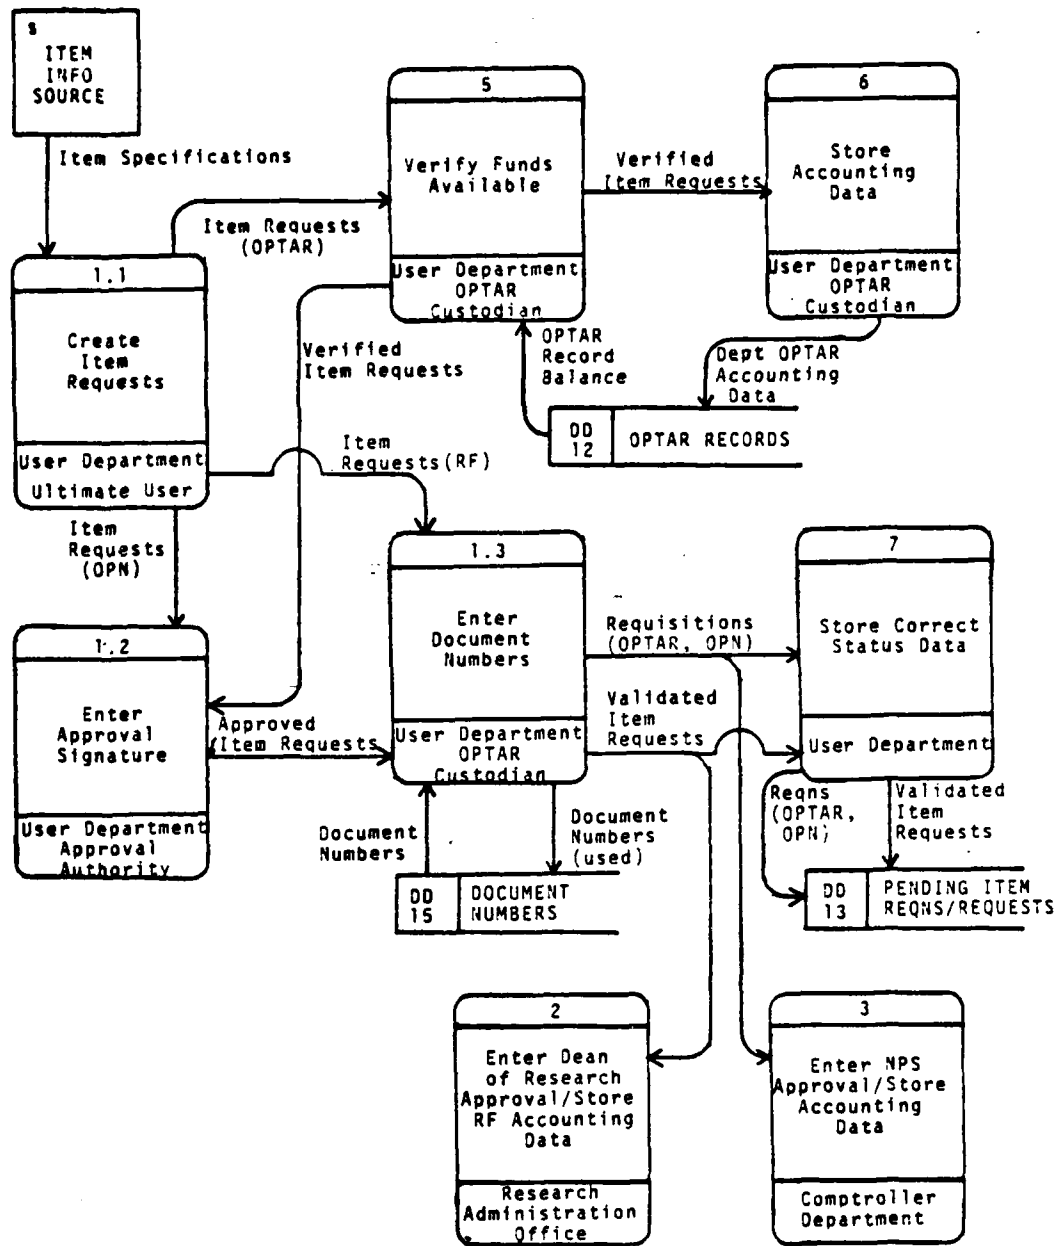 s
ITEM
INFO
SOURCE
Item Specifications
5
Verify Funds
Available
User Department
OPTAR
Custodian
Verified
Item Requests
6
Store
Accounting
Data
User Department
OPTAR
Custodian
Item Requests
(OPTAR)
1.1
Create
Item
Requests
User Department
Ultimate User
Verified
Item Requests
OPTAR
Record
Balance
Dept OPTAR
Accounting
Data
DD
12
OPTAR RECORDS
Item
Requests(RF)
Item
Requests
(OPN)
1.2
Enter
Approval
Signature
User Department
Approval
Authority
Approved
Item Requests
1.3
Enter
Document
Numbers
User Department
OPTAR
Custodian
Requisitions
(OPTAR, OPN)
Validated
Item
Requests
7
Store Correct
Status Data
User Department
Document
Numbers
Document
Numbers
(used)
DD
15
DOCUMENT
NUMBERS
Reqns
(OPTAR,
OPN)
Validated
Item
Requests
DD
13
PENDING ITEM
REQNS/REQUESTS
2
Enter Dean
of Research
Approval/Store
RF Accounting
Data
Research
Administration
Office
3
Enter NPS
Approval/Store
Accounting
Data
Comptroller
Department